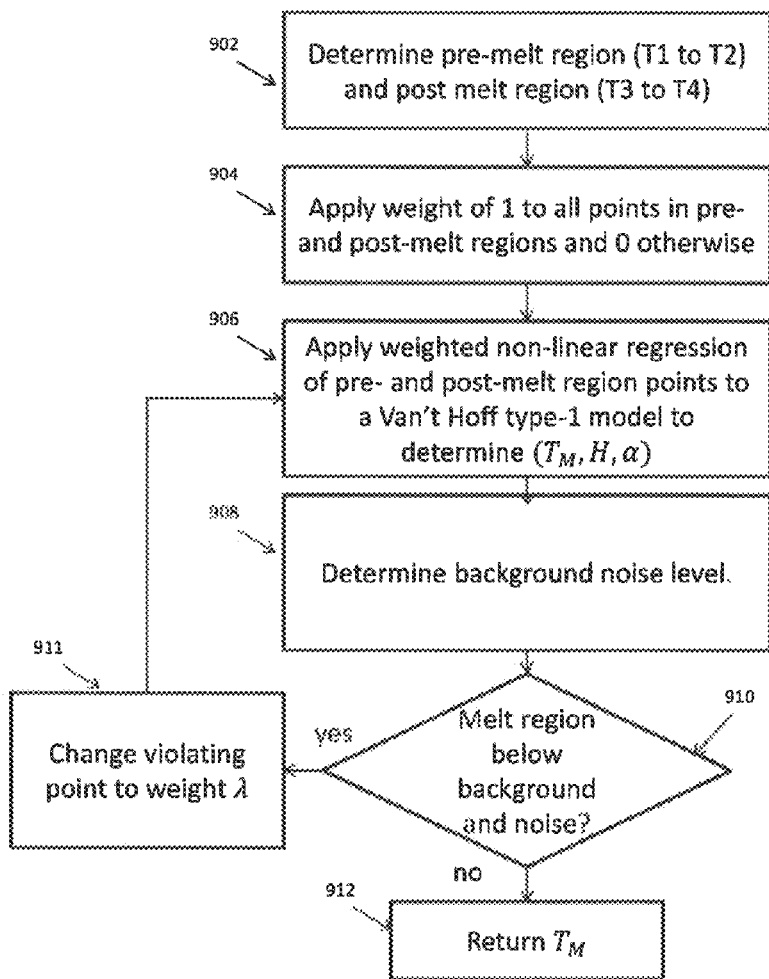 902
Determine pre-melt region (T1 to T2)
and post melt region (T3 to T4)
904
Apply weight of 1 to all points in pre-
and post-melt regions and 0 otherwise
906
Apply weighted non-linear regression
of pre- and post-melt region points to
a Van't Hoff type-1 model to
determine (T_M, H, α)
908
Determine background noise level.
911
Change violating
point to weight λ
yes
910
Melt region
below
background
and noise?
no
912
Return T_M